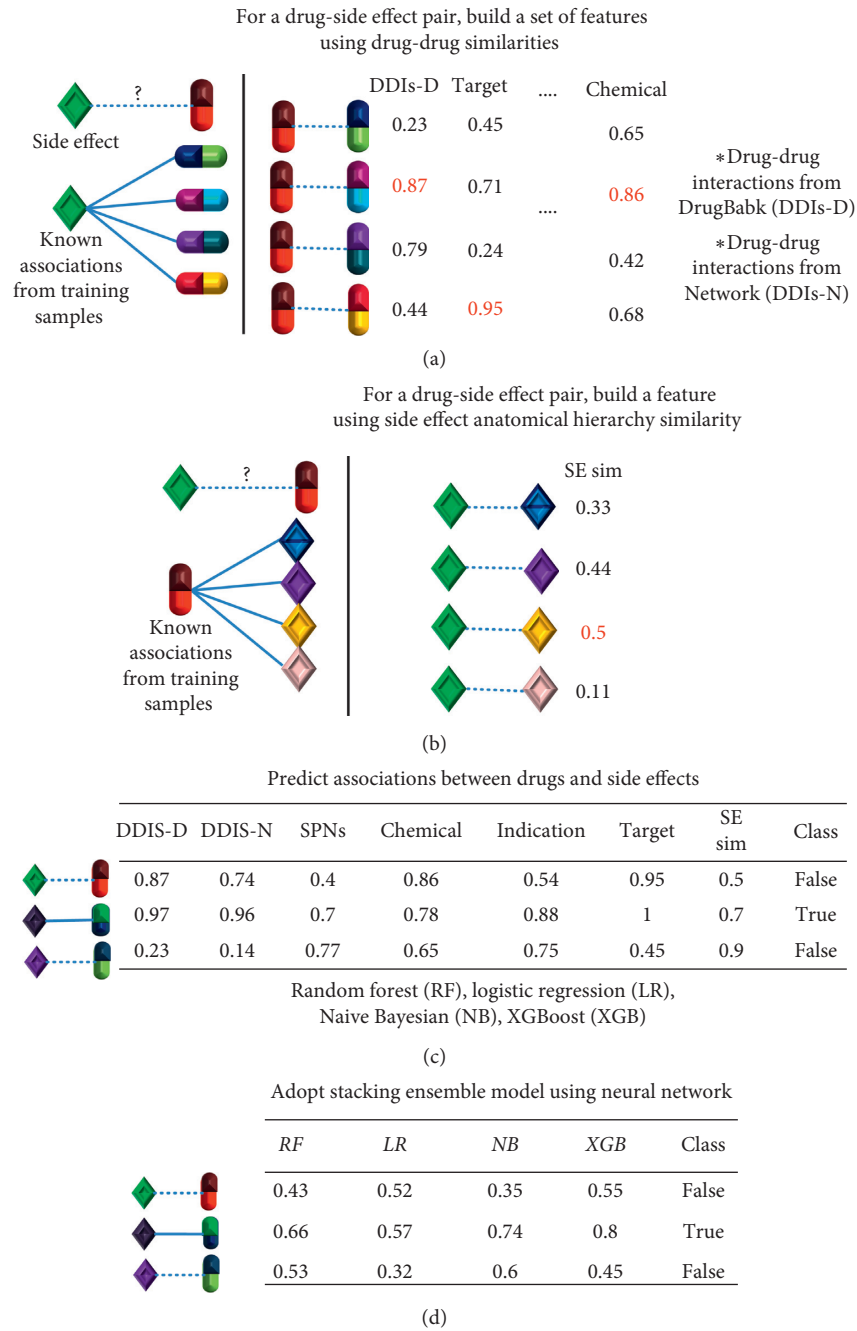 For a drug-side effect pair, build a set of features
using drug-drug similarities
DDIs-D Target .... Chemical
?
Side effect
Known
associations
from training
samples
0.23 0.45 0.65
0.87 0.71 0.86
....
0.79 0.24 0.42
0.44 0.95 0.68
*Drug-drug
interactions from
DrugBabk (DDIs-D)
*Drug-drug
interactions from
Network (DDIs-N)
(a)
For a drug-side effect pair, build a feature
using side effect anatomical hierarchy similarity
?
Known
associations
from training
samples
SE sim
0.33
0.44
0.5
0.11
(b)
Predict associations between drugs and side effects
DDIS-D DDIS-N SPNs Chemical Indication Target SE sim Class
0.87 0.74 0.4 0.86 0.54 0.95 0.5 False
0.97 0.96 0.7 0.78 0.88 1 0.7 True
0.23 0.14 0.77 0.65 0.75 0.45 0.9 False
Random forest (RF), logistic regression (LR),
Naive Bayesian (NB), XGBoost (XGB)
(c)
Adopt stacking ensemble model using neural network
RF LR NB XGB Class
0.43 0.52 0.35 0.55 False
0.66 0.57 0.74 0.8 True
0.53 0.32 0.6 0.45 False
(d)